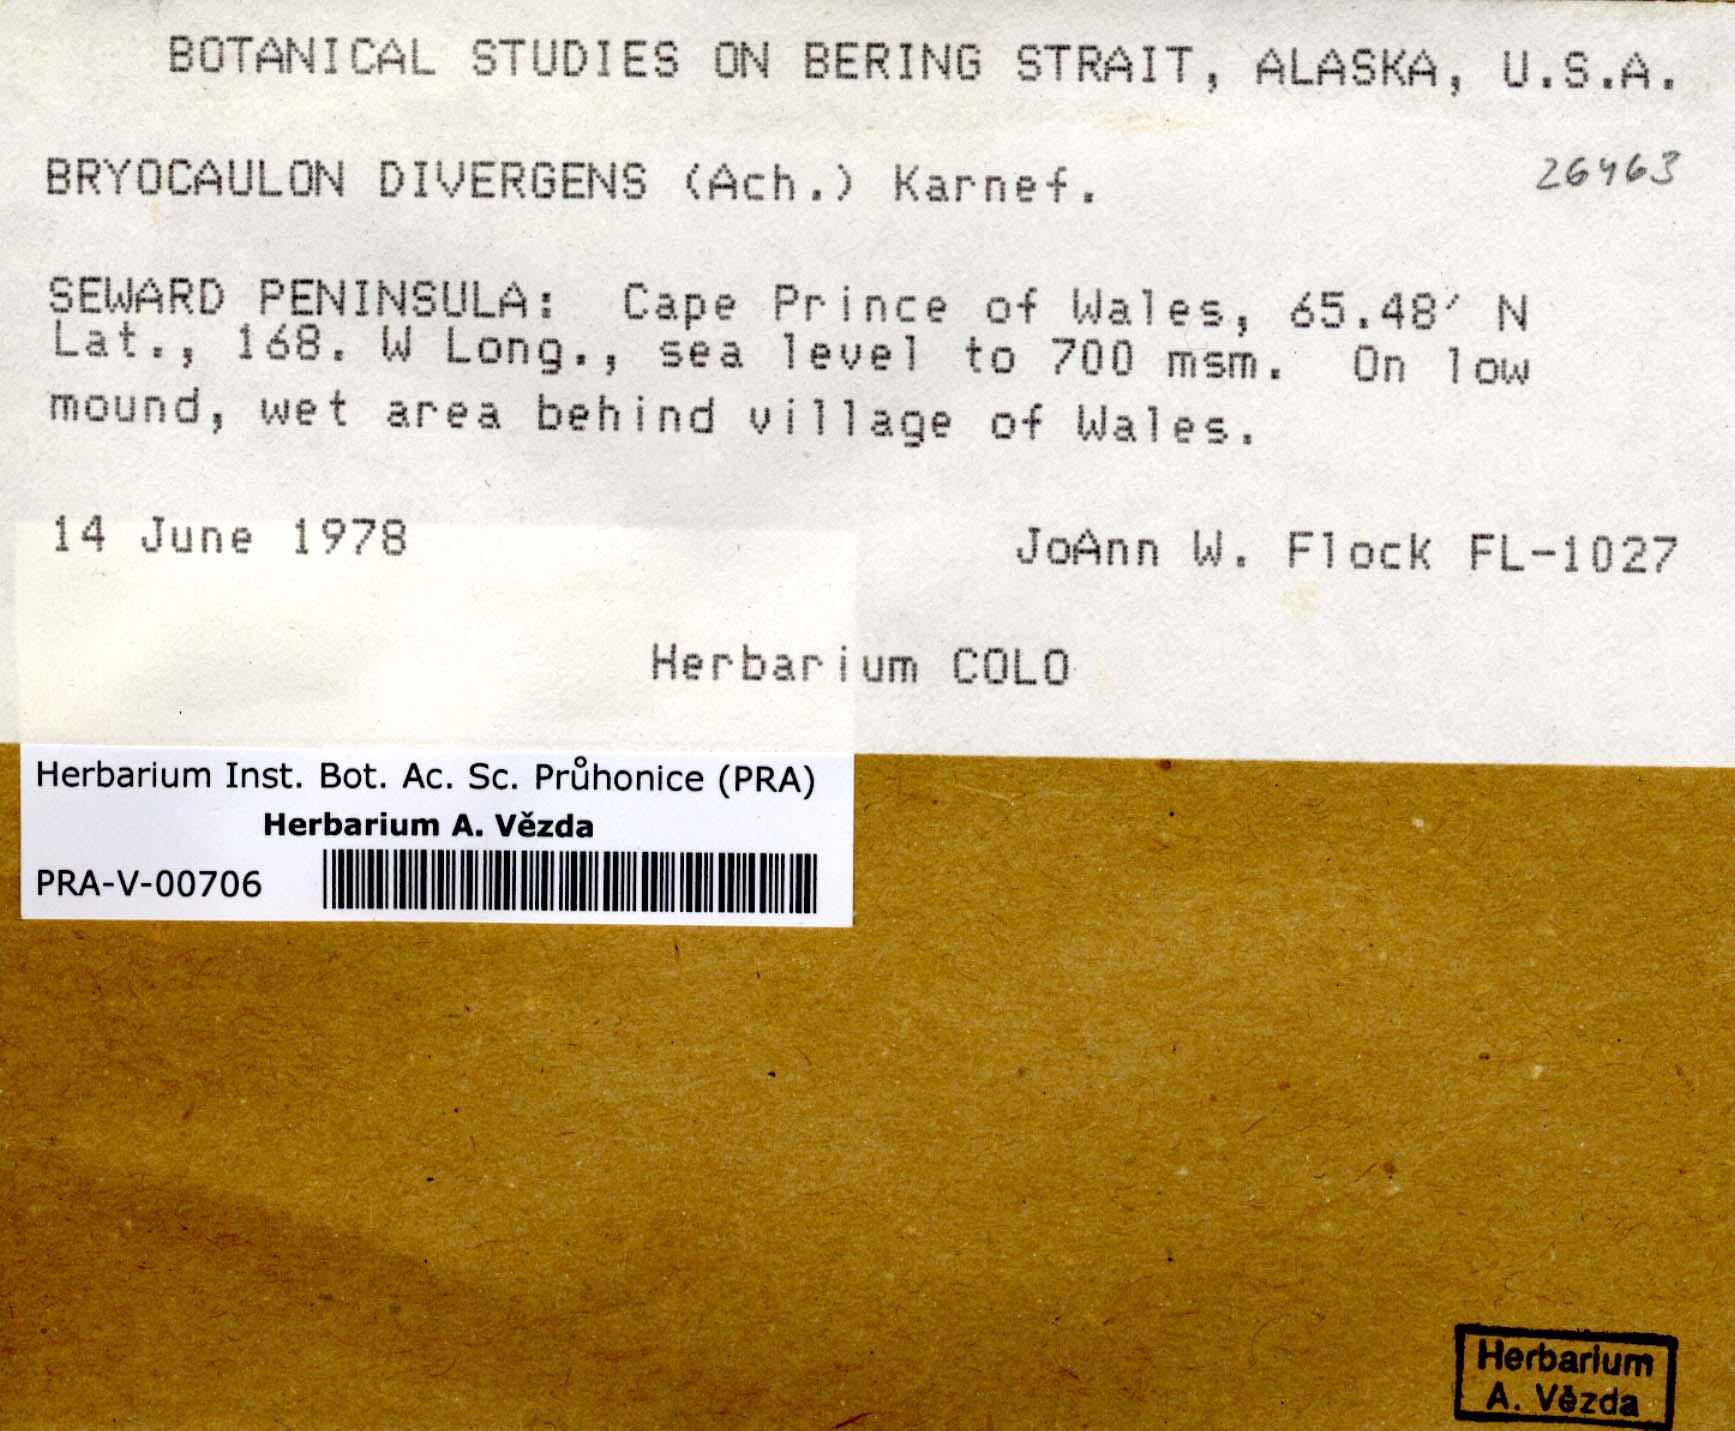 BOTANICAL STUDIES ON BERING STRAIT, ALASKA, U.S.A.
BRYOCAULON DIVERGENS (Ach.) Karnef.
26463
SEWARD PENINSULA: Cape Prince of Wales, 65.48′ N
Lat., 168. W Long., sea level to 700 msm. On low
mound, wet area behind village of Wales.
14 June 1978
JoAnn W. Flock FL-1027
Herbarium COLO
Herbarium Inst. Bot. Ac. Sc. Průhonice (PRA)
Herbarium A. Vězda
PRA-V-00706
Herbarium
A. Vězda